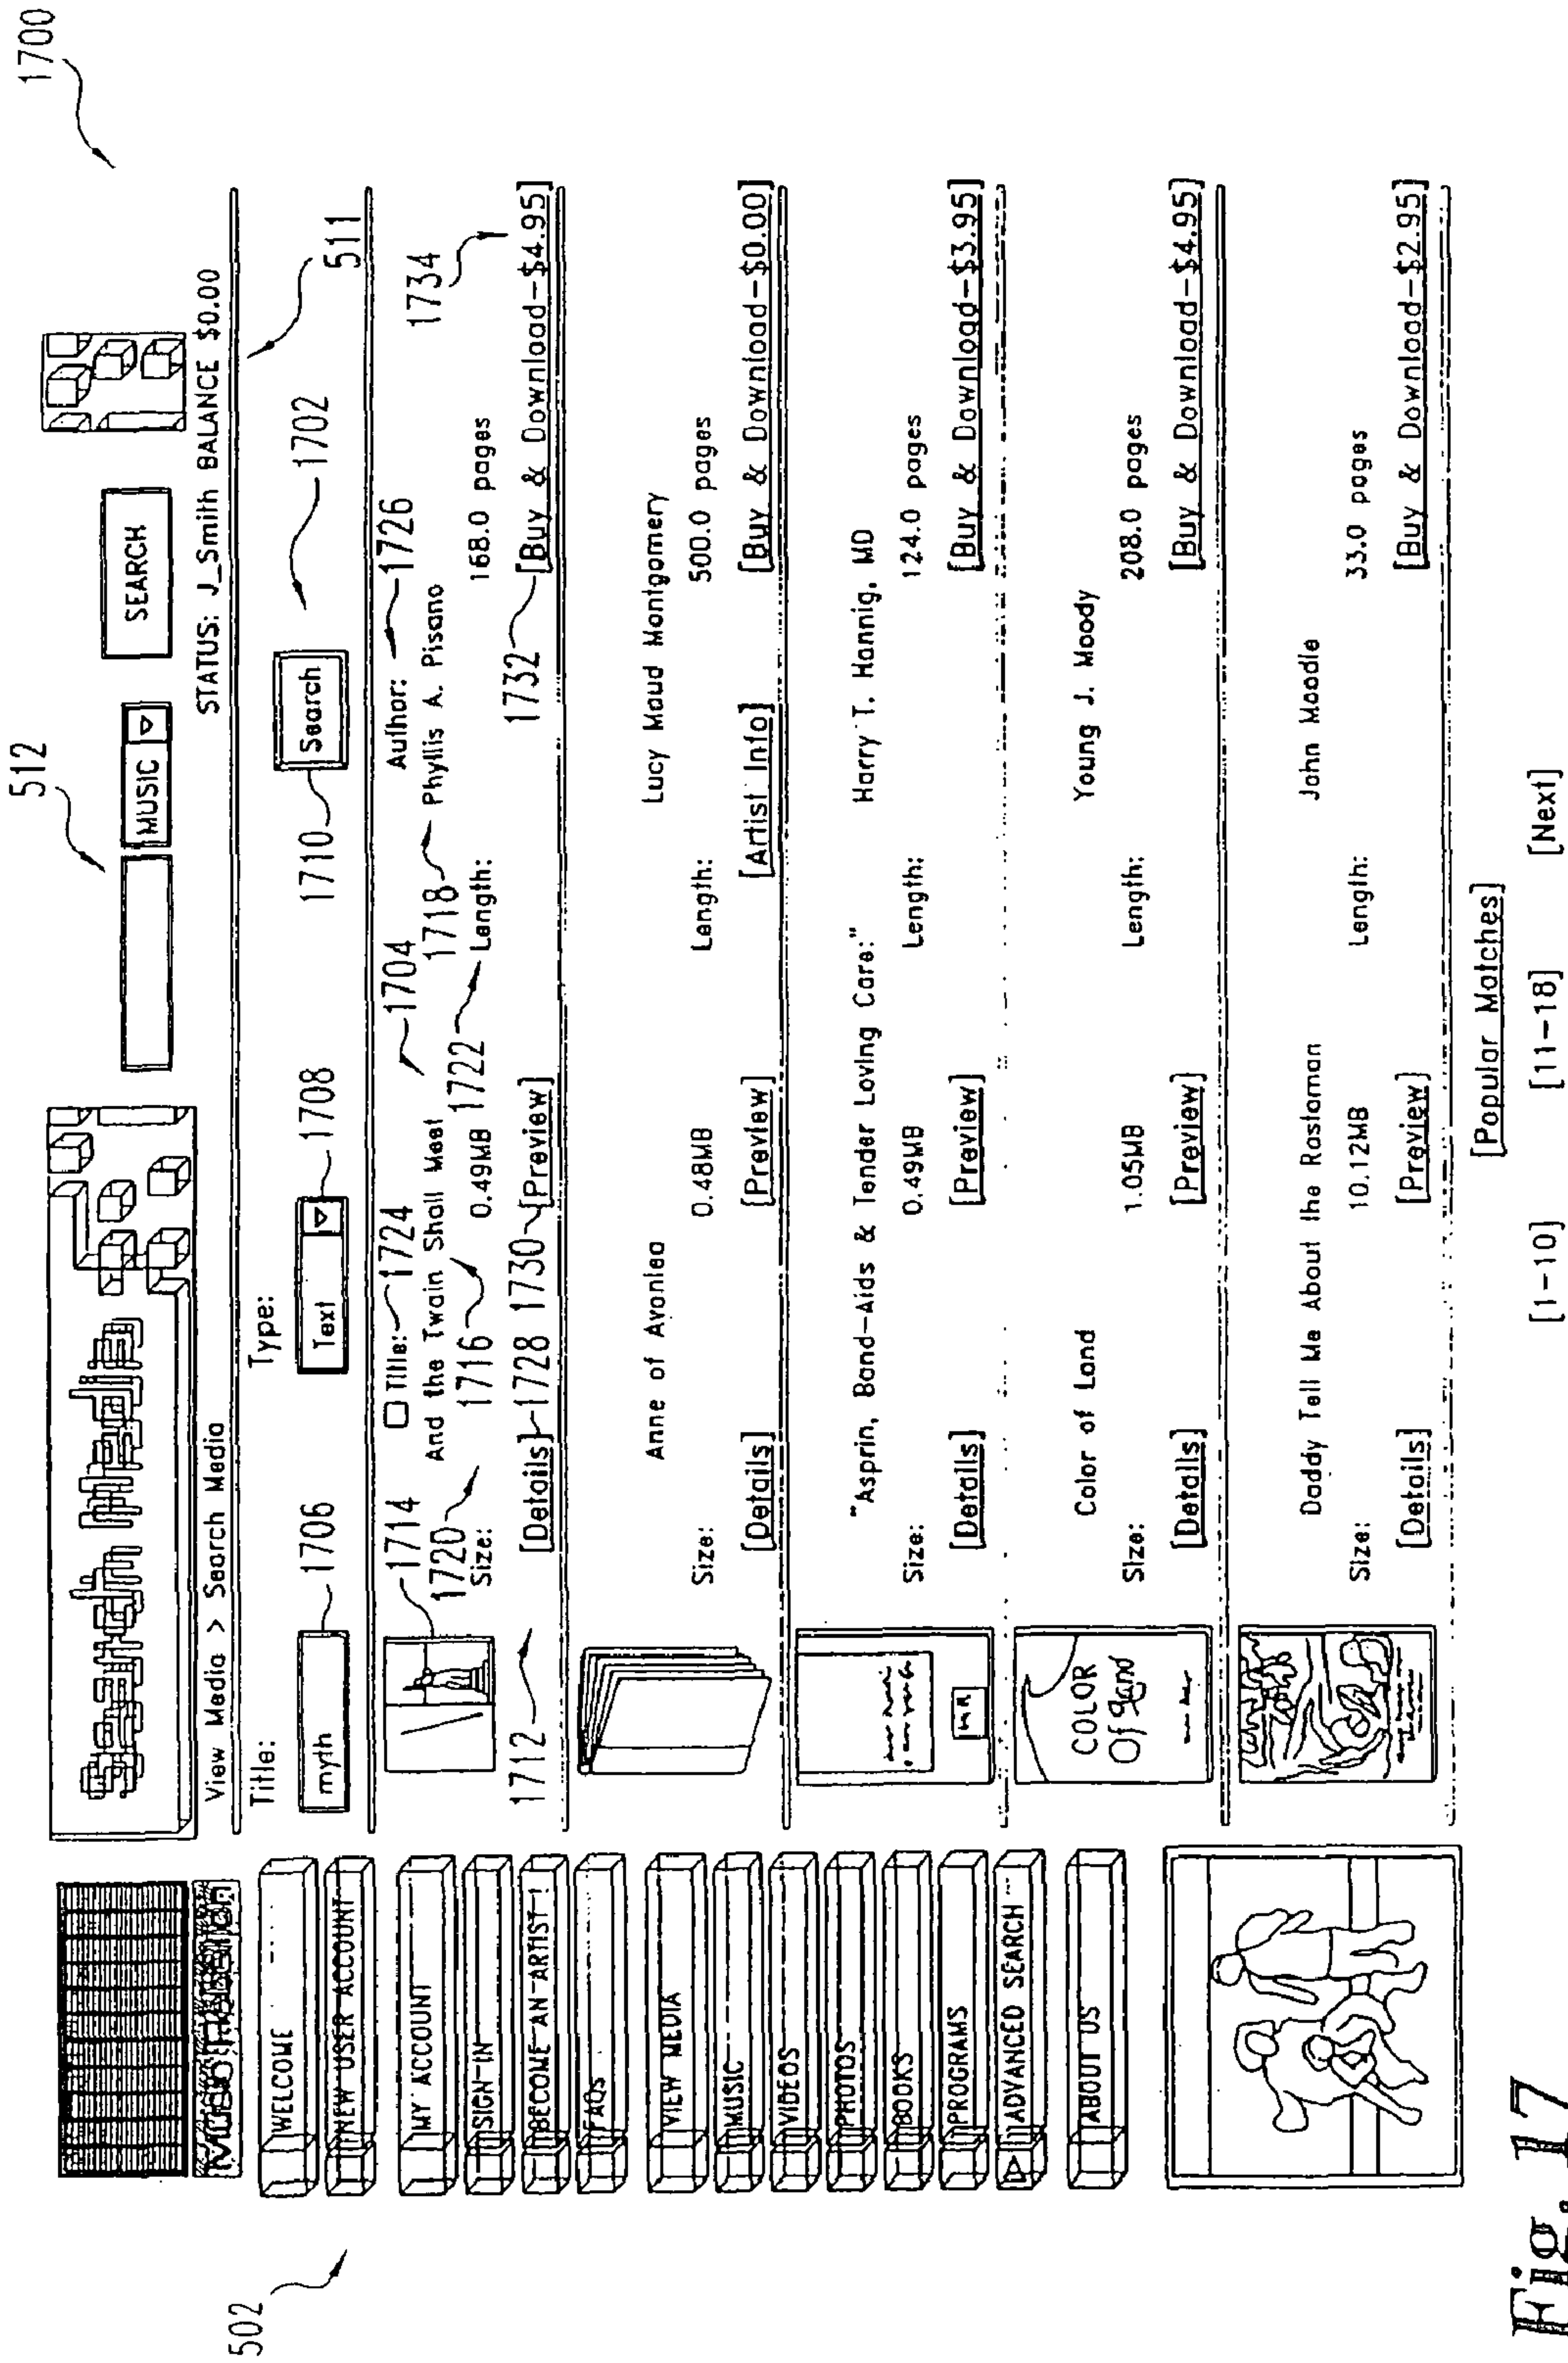 1700
512
SEARCH
MUSIC
STATUS: J_Smith BALANCE $0.00
511
Search Media
View Media > Search Media
Title:
Type:
myth
1706
Text
1708
1710
Search
1702
1714
Title:
1724
1704
Author:
1726
And the Twain Shall Meet
1718
Phyllis A. Pisano
1734
1720
Size:
1716
0.49MB
1722
Length:
168.0 pages
1712
[Details]
1728
1730
[Preview]
1732
[Buy & Download-$4.95]
Anne of Avonlea
Lucy Maud Montgomery
Size:
0.48MB
Length:
500.0 pages
[Details]
[Preview]
[Artist Info]
[Buy & Download-$0.00]
"Asprin, Band-Aids & Tender Loving Care:"
Harry T. Hannig, MD
Size:
0.49MB
Length:
124.0 pages
[Details]
[Preview]
[Buy & Download-$3.95]
COLOR
Of Land
Color of Land
Young J. Moody
Size:
1.05MB
Length:
208.0 pages
[Details]
[Preview]
[Buy & Download-$4.95]
Daddy Tell Me About the Rastaman
John Moodie
Size:
10.12MB
Length:
33.0 pages
[Details]
[Preview]
[Buy & Download-$2.95]
[Popular Matches]
[1-10]
[11-18]
[Next]
502
WELCOME
NEW USER ACCOUNT
MY ACCOUNT
SIGN-IN
BECOME AN ARTIST!
FAQs
VIEW MEDIA
MUSIC
VIDEOS
PHOTOS
BOOKS
PROGRAMS
ADVANCED SEARCH
ABOUT US
Fig. 17